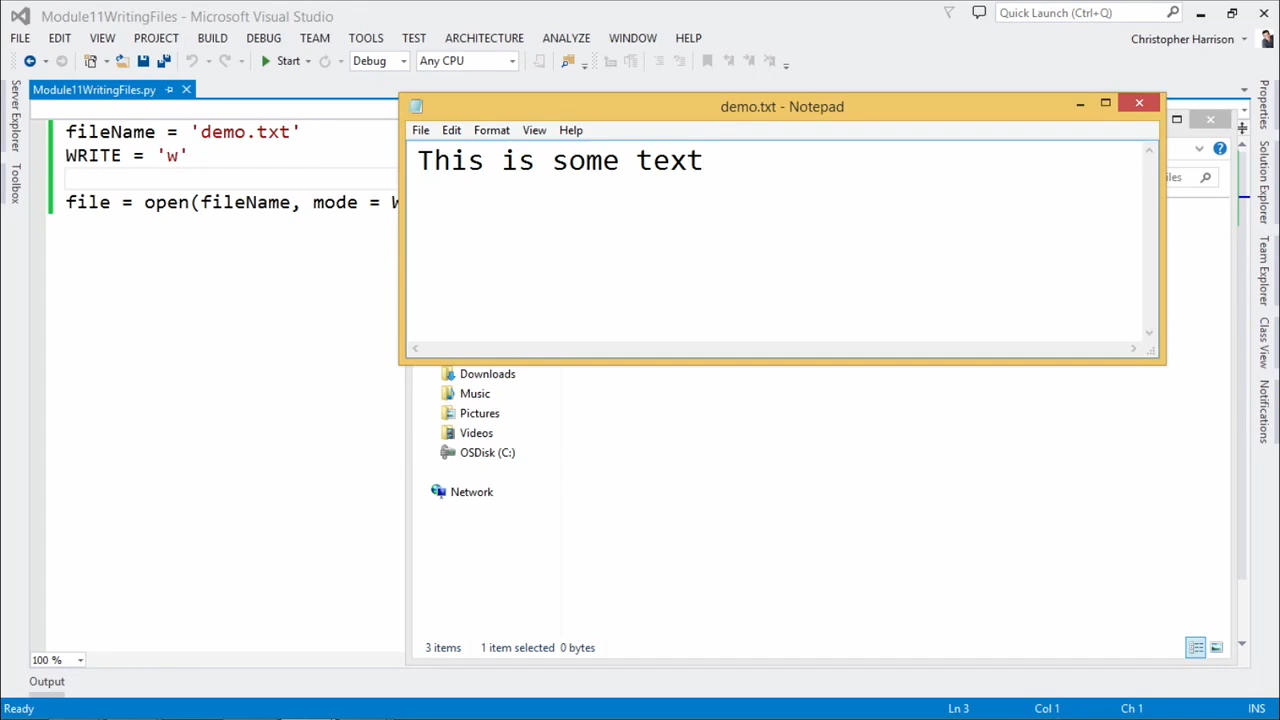 Module11WritingFiles - Microsoft Visual Studio
Quick Launch (Ctrl+Q)
FILE EDIT VIEW PROJECT BUILD DEBUG TEAM TOOLS TEST ARCHITECTURE ANALYZE WINDOW HELP
Christopher Harrison
Start Debug Any CPU
Module11WritingFiles.py
Server Explorer
Toolbox
fileName = 'demo.txt'
WRITE = 'w'
file = open(fileName, mode = W
demo.txt - Notepad
File Edit Format View Help
This is some text
iles
Downloads
Music
Pictures
Videos
OSDisk (C:)
Network
3 items 1 item selected 0 bytes
Properties
Solution Explorer
Team Explorer
Class View
Notifications
100 %
Output
Ready Ln 3 Col 1 Ch 1 INS